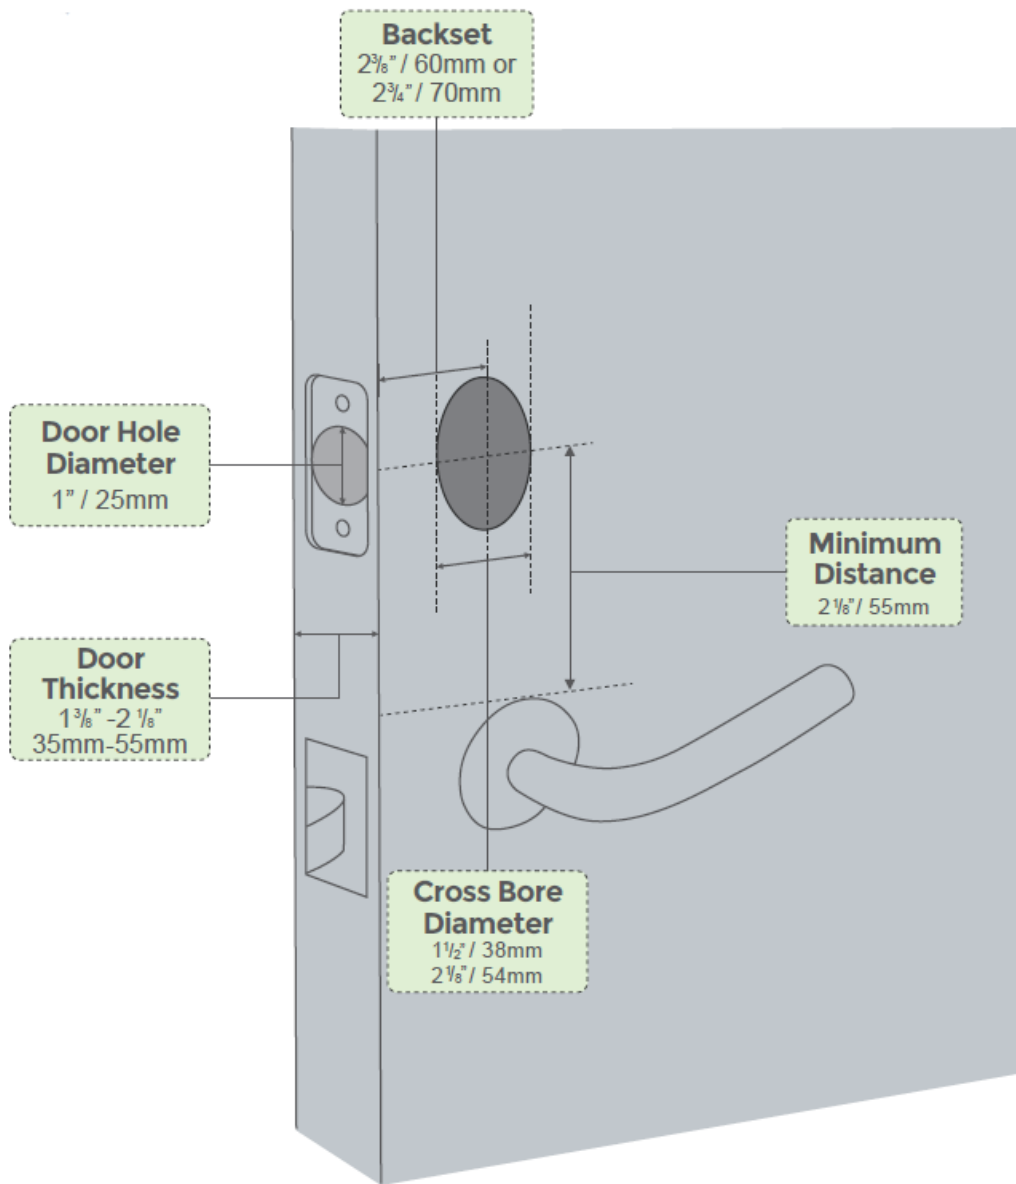 Backset
2⅜” / 60mm or
2¾” / 70mm
Door Hole
Diameter
1” / 25mm
Minimum
Distance
2⅛” / 55mm
Door
Thickness
1⅜” -2 ⅛”
35mm-55mm
Cross Bore
Diameter
1½” / 38mm
2⅛” / 54mm